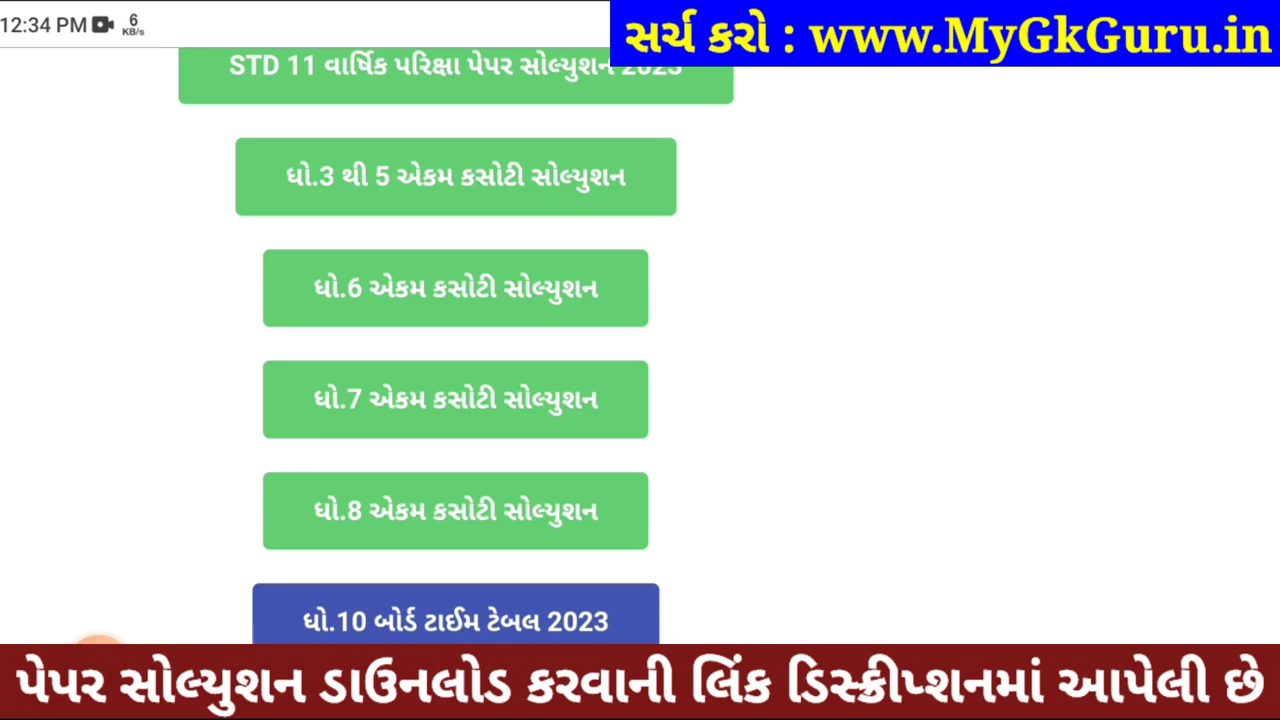 12:34 PM 6 KB/s
સર્ચ કરો : www.MyGkGuru.in
STD 11 વાર્ષિક પરિક્ષા પેપર સોલ્યુશન 2023
ધો.3 થી 5 એકમ કસોટી સોલ્યુશન
ધો.6 એકમ કસોટી સોલ્યુશન
ધો.7 એકમ કસોટી સોલ્યુશન
ધો.8 એકમ કસોટી સોલ્યુશન
ધો.10 બોર્ડ ટાઈમ ટેબલ 2023
પેપર સોલ્યુશન ડાઉનલોડ કરવાની લિંક ડિસ્ક્રીપ્શનમાં આપેલી છે